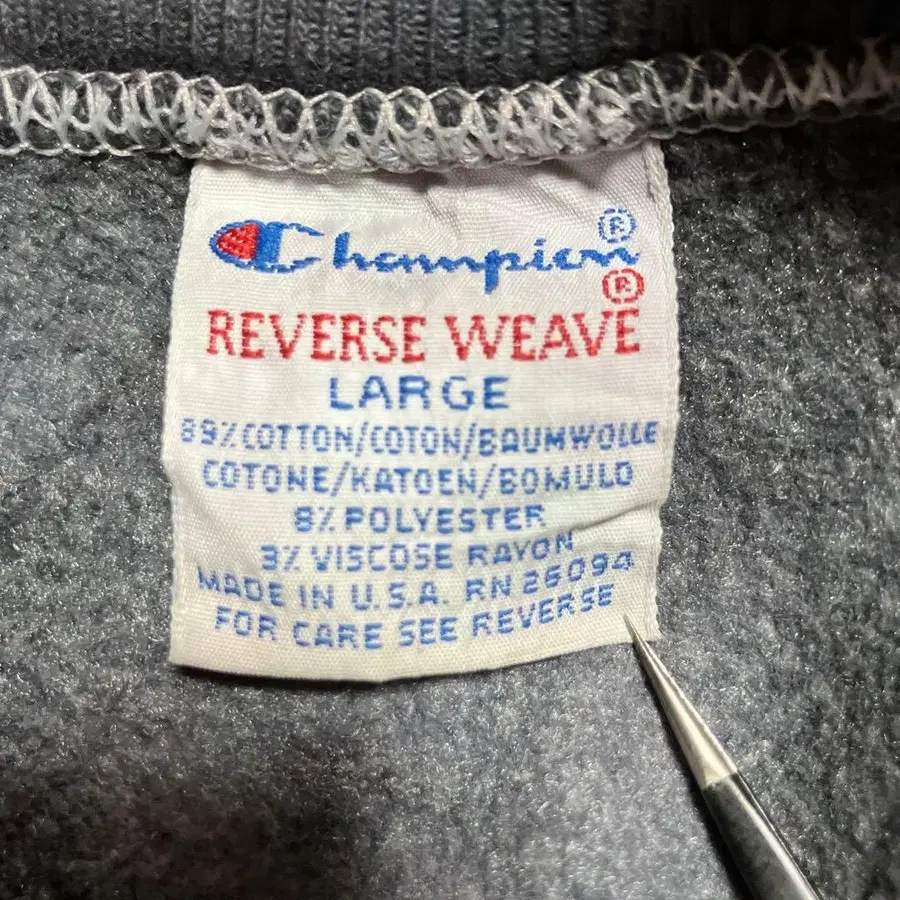 Champion®
®
REVERSE WEAVE
LARGE
89% COTTON/COTON/BAUMWOLLE
COTONE/KATOEN/BOMULD
8% POLYESTER
3% VISCOSE RAYON
MADE IN U.S.A. RN 26094
FOR CARE SEE REVERSE